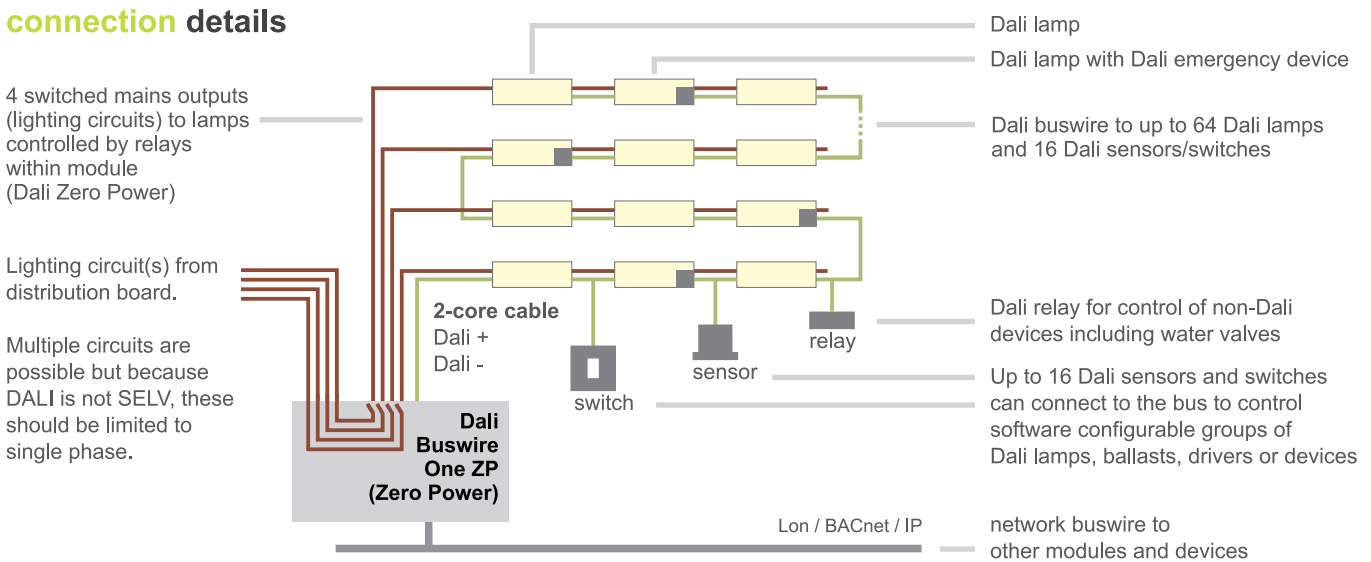 connection details
4 switched mains outputs
(lighting circuits) to lamps
controlled by relays
within module
(Dali Zero Power)
Lighting circuit(s) from
distribution board.
Multiple circuits are
possible but because
DALI is not SELV, these
should be limited to
single phase.
2-core cable
Dali +
Dali -
switch
sensor
relay
Dali
Buswire
One ZP
(Zero Power)
Lon / BACnet / IP
Dali lamp
Dali lamp with Dali emergency device
Dali buswire to up to 64 Dali lamps
and 16 Dali sensors/switches
Dali relay for control of non-Dali
devices including water valves
Up to 16 Dali sensors and switches
can connect to the bus to control
software configurable groups of
Dali lamps, ballasts, drivers or devices
network buswire to
other modules and devices